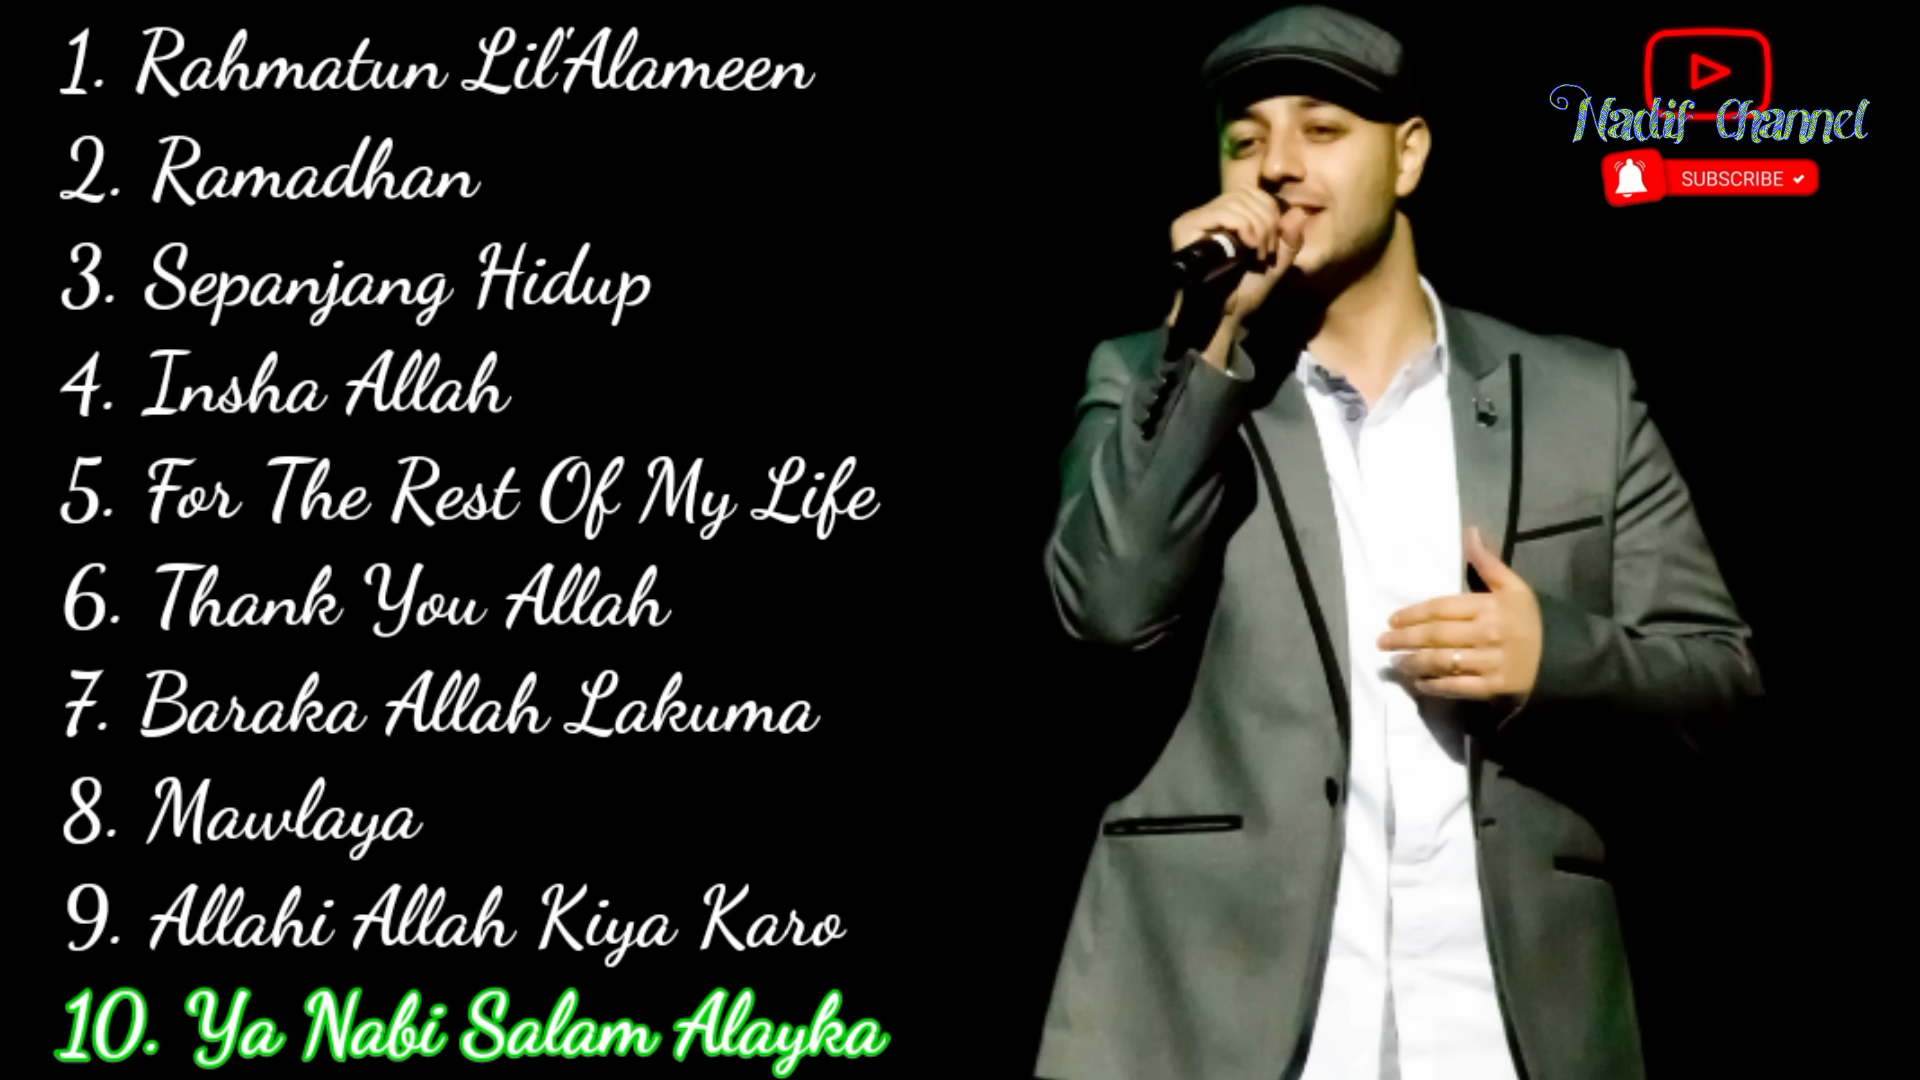 1. Rahmatun Lil'Alameen
2. Ramadhan
3. Sepanjang Hidup
4. Insha Allah
5. For The Rest Of My Life
6. Thank You Allah
7. Baraka Allah Lakuma
8. Mawlaya
9. Allahi Allah Kiya Karo
10. Ya Nabi Salam Alayka
Nadif Channel
SUBSCRIBE